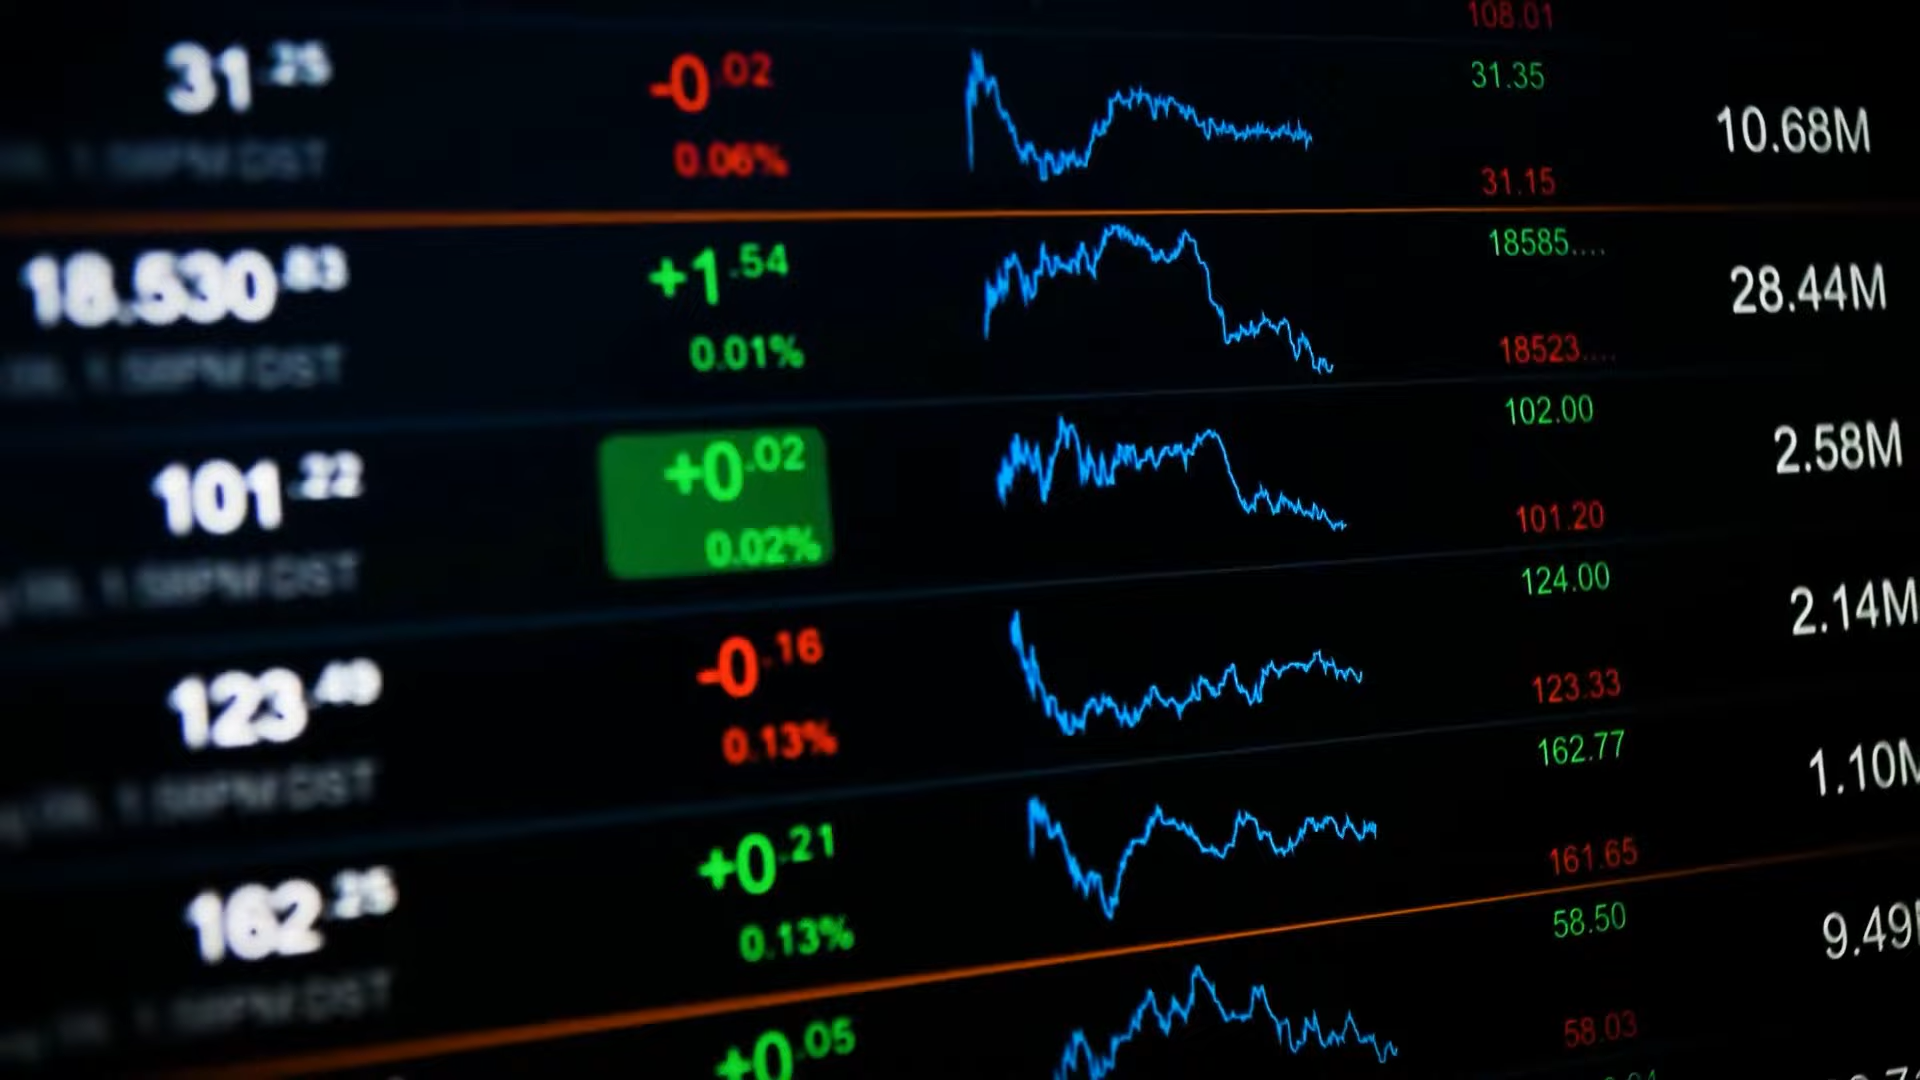 108.01
31.25 -0.02 31.35
0.06% 10.68M
31.15
18.530.83 +1.54 18585....
0.01% 28.44M
18523....
101.22 +0.02 102.00
0.02% 2.58M
101.20
123.49 -0.16 124.00
0.13% 2.14M
123.33
162.25 +0.21 162.77
0.13% 1.10M
161.65
+0.05 58.50
9.49M
58.03